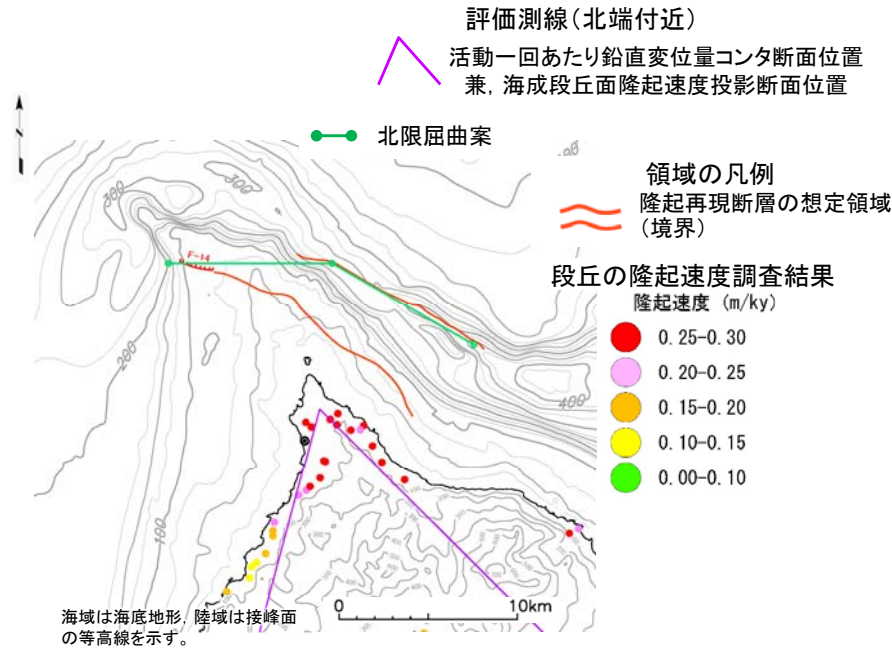 評価測線(北端付近)
活動一回あたり鉛直変位量コンタ断面位置
兼, 海成段丘面隆起速度投影断面位置
北限屈曲案
領域の凡例
隆起再現断層の想定領域
(境界)
段丘の隆起速度調査結果
隆起速度 (m/ky)
0.25-0.30
0.20-0.25
0.15-0.20
0.10-0.15
0.00-0.10
300
300
F-14
200
400
100
0
10km
海域は海底地形, 陸域は接峰面
の等高線を示す。